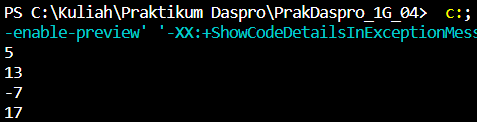 PS C:\Kuliah\Praktikum Daspro\PrakDaspro_1G_04>  c:;
-enable-preview' '-XX:+ShowCodeDetailsInExceptionMess
5
13
-7
17